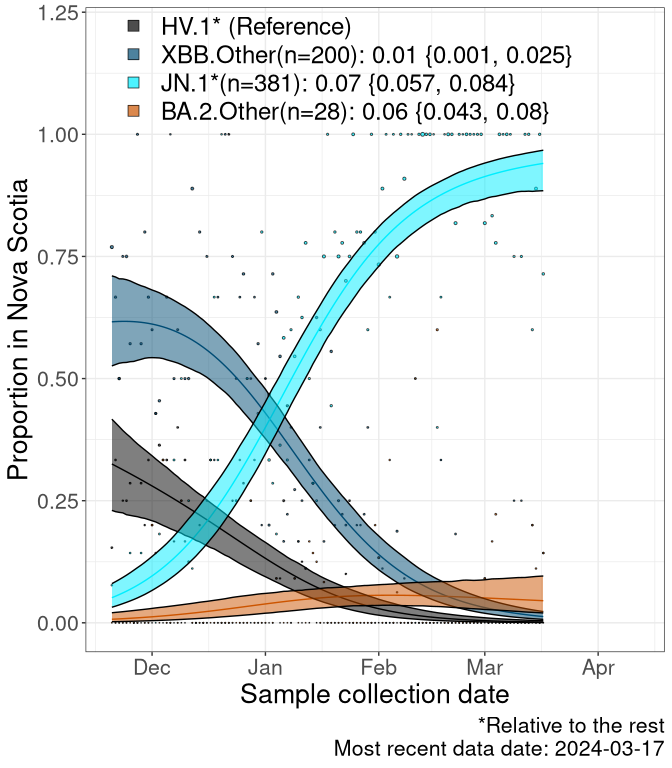 HV.1* (Reference)
XBB.Other(n=200): 0.01 {0.001, 0.025}
JN.1*(n=381): 0.07 {0.057, 0.084}
BA.2.Other(n=28): 0.06 {0.043, 0.08}
Proportion in Nova Scotia
1.25
1.00
0.75
0.50
0.25
0.00
Dec Jan Feb Mar Apr
Sample collection date
*Relative to the rest
Most recent data date: 2024-03-17